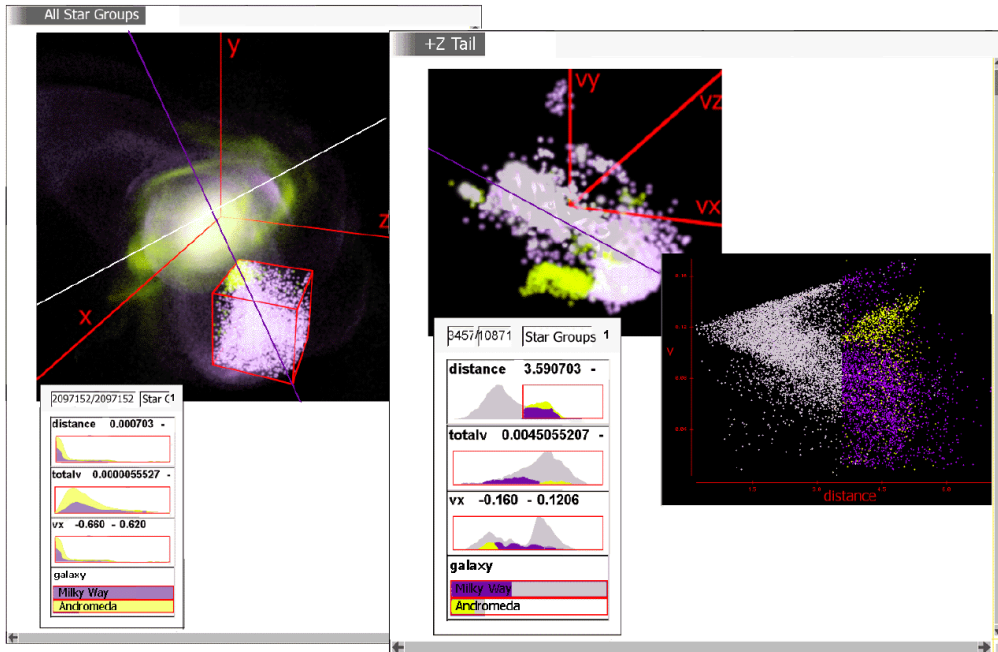 All Star Groups
y
z
x
2097152/2097152 Star G1
distance 0.000703 -
totalv 0.0000055527 -
vx -0.660 - 0.620
galaxy
Milky Way
Andromeda
+Z Tail
vy
vz
vx
3457/10871 Star Groups 1
distance 3.590703 -
totalv 0.0045055207 -
vx -0.160 - 0.1206
galaxy
Milky Way
Andromeda
v
distance